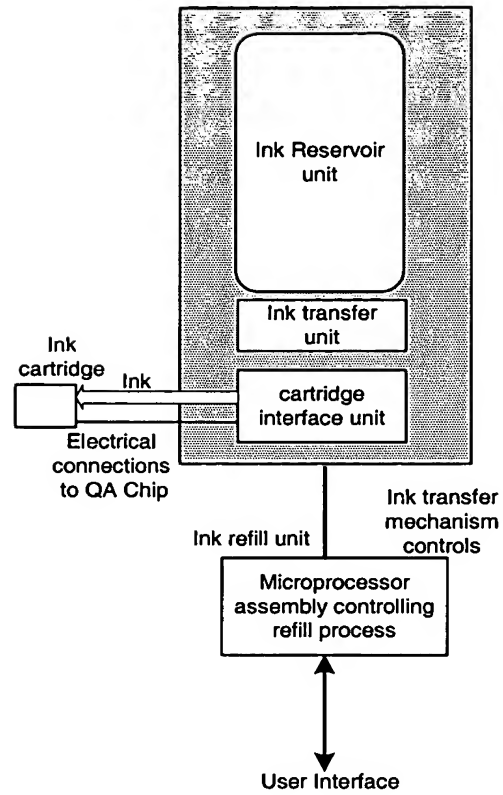 Ink Reservoir
unit
Ink transfer
unit
Ink
cartridge
Ink
cartridge
interface unit
Electrical
connections
to QA Chip
Ink transfer
mechanism
controls
Ink refill unit
Microprocessor
assembly controlling
refill process
User Interface